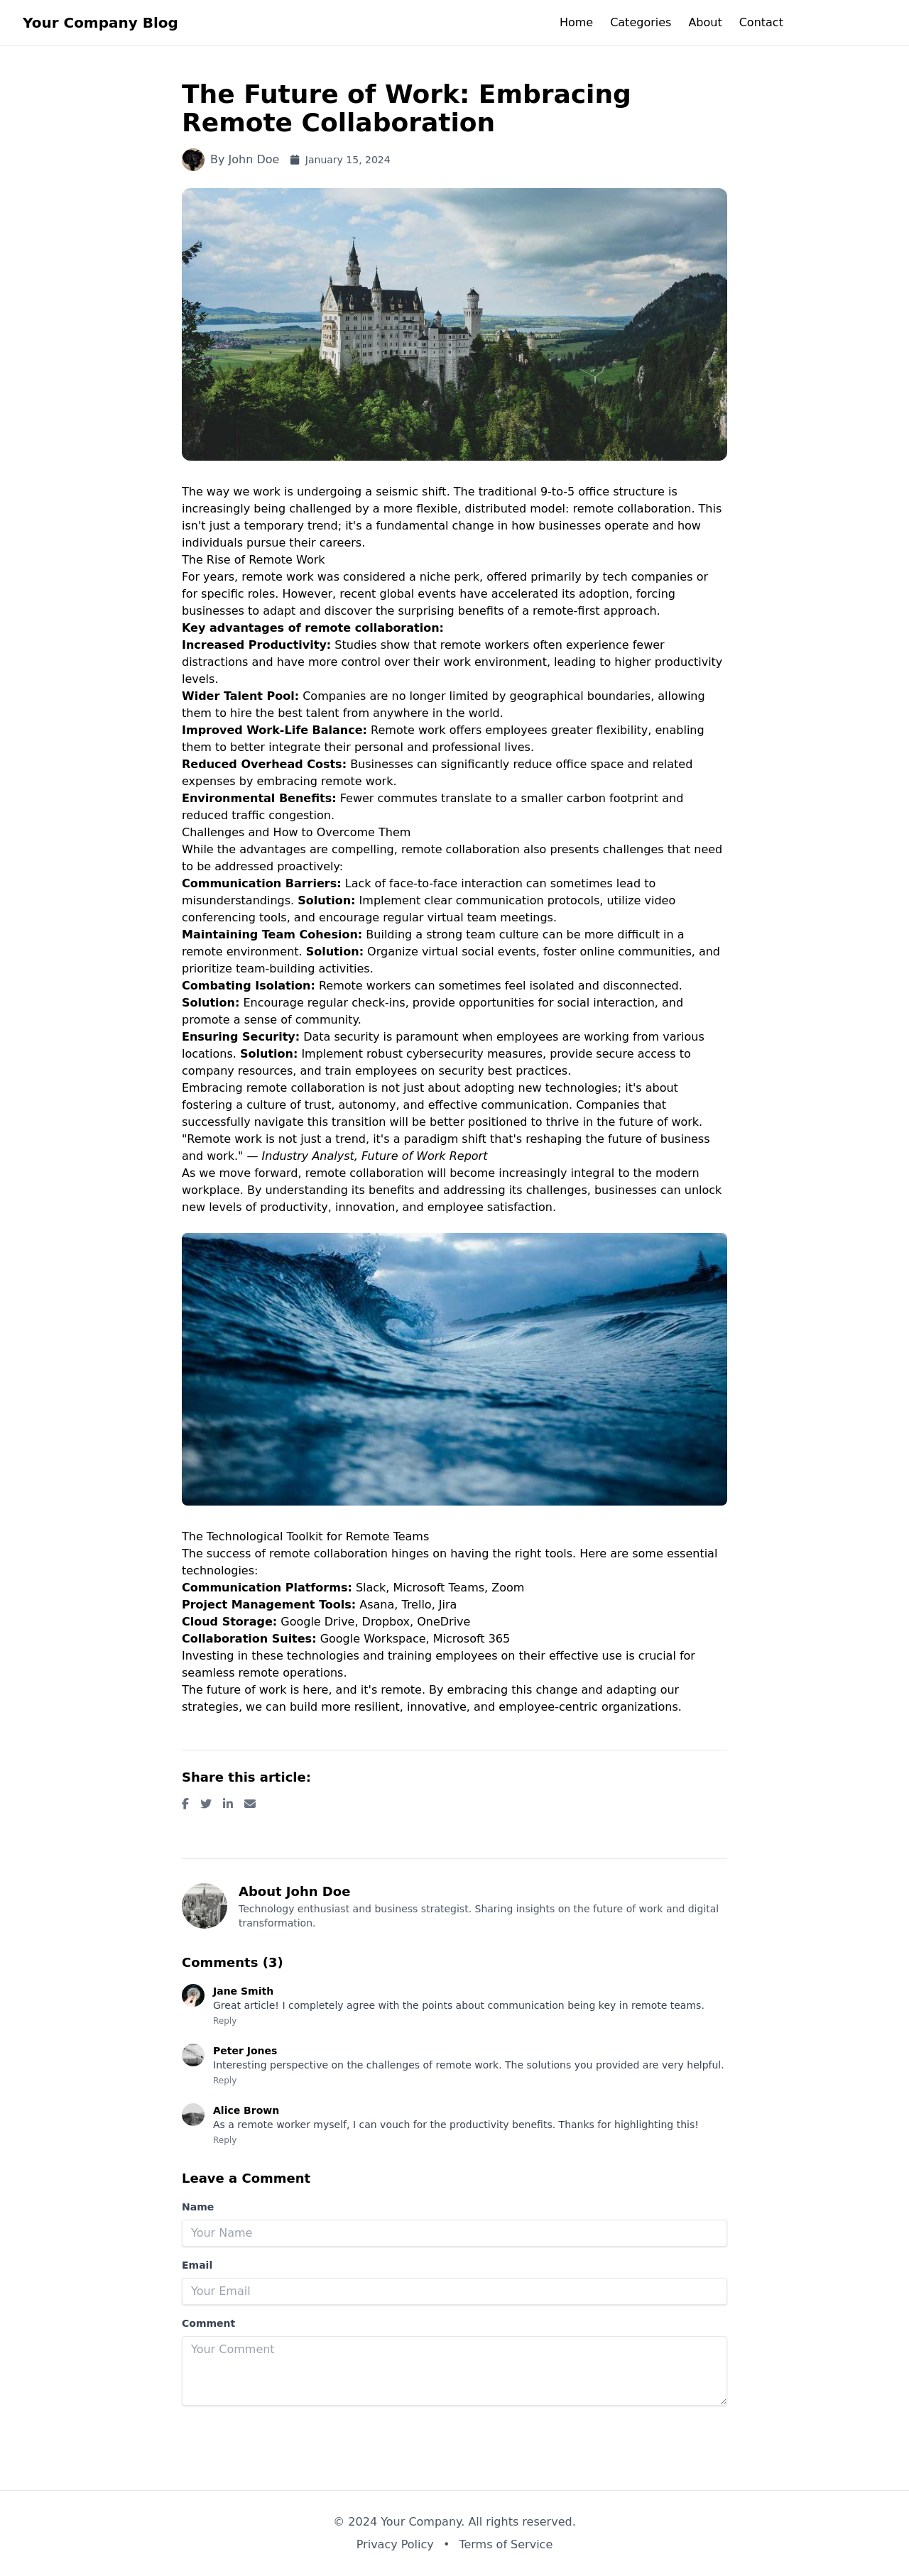 Your Company Blog
Home
Categories
About
Contact
The Future of Work: Embracing
Remote Collaboration
By John Doe
January 15, 2024
The way we work is undergoing a seismic shift. The traditional 9-to-5 office structure is
increasingly being challenged by a more flexible, distributed model: remote collaboration. This
isn't just a temporary trend; it's a fundamental change in how businesses operate and how
individuals pursue their careers.
The Rise of Remote Work
For years, remote work was considered a niche perk, offered primarily by tech companies or
for specific roles. However, recent global events have accelerated its adoption, forcing
businesses to adapt and discover the surprising benefits of a remote-first approach.
Key advantages of remote collaboration:
Increased Productivity: Studies show that remote workers often experience fewer
distractions and have more control over their work environment, leading to higher productivity
levels.
Wider Talent Pool: Companies are no longer limited by geographical boundaries, allowing
them to hire the best talent from anywhere in the world.
Improved Work-Life Balance: Remote work offers employees greater flexibility, enabling
them to better integrate their personal and professional lives.
Reduced Overhead Costs: Businesses can significantly reduce office space and related
expenses by embracing remote work.
Environmental Benefits: Fewer commutes translate to a smaller carbon footprint and
reduced traffic congestion.
Challenges and How to Overcome Them
While the advantages are compelling, remote collaboration also presents challenges that need
to be addressed proactively:
Communication Barriers: Lack of face-to-face interaction can sometimes lead to
misunderstandings. Solution: Implement clear communication protocols, utilize video
conferencing tools, and encourage regular virtual team meetings.
Maintaining Team Cohesion: Building a strong team culture can be more difficult in a
remote environment. Solution: Organize virtual social events, foster online communities, and
prioritize team-building activities.
Combating Isolation: Remote workers can sometimes feel isolated and disconnected.
Solution: Encourage regular check-ins, provide opportunities for social interaction, and
promote a sense of community.
Ensuring Security: Data security is paramount when employees are working from various
locations. Solution: Implement robust cybersecurity measures, provide secure access to
company resources, and train employees on security best practices.
Embracing remote collaboration is not just about adopting new technologies; it's about
fostering a culture of trust, autonomy, and effective communication. Companies that
successfully navigate this transition will be better positioned to thrive in the future of work.
"Remote work is not just a trend, it's a paradigm shift that's reshaping the future of business
and work." — Industry Analyst, Future of Work Report
As we move forward, remote collaboration will become increasingly integral to the modern
workplace. By understanding its benefits and addressing its challenges, businesses can unlock
new levels of productivity, innovation, and employee satisfaction.
The Technological Toolkit for Remote Teams
The success of remote collaboration hinges on having the right tools. Here are some essential
technologies:
Communication Platforms: Slack, Microsoft Teams, Zoom
Project Management Tools: Asana, Trello, Jira
Cloud Storage: Google Drive, Dropbox, OneDrive
Collaboration Suites: Google Workspace, Microsoft 365
Investing in these technologies and training employees on their effective use is crucial for
seamless remote operations.
The future of work is here, and it's remote. By embracing this change and adapting our
strategies, we can build more resilient, innovative, and employee-centric organizations.
Share this article:
About John Doe
Technology enthusiast and business strategist. Sharing insights on the future of work and digital
transformation.
Comments (3)
Jane Smith
Great article! I completely agree with the points about communication being key in remote teams.
Reply
Peter Jones
Interesting perspective on the challenges of remote work. The solutions you provided are very helpful.
Reply
Alice Brown
As a remote worker myself, I can vouch for the productivity benefits. Thanks for highlighting this!
Reply
Leave a Comment
Name
Your Name
Email
Your Email
Comment
Your Comment
© 2024 Your Company. All rights reserved.
Privacy Policy • Terms of Service